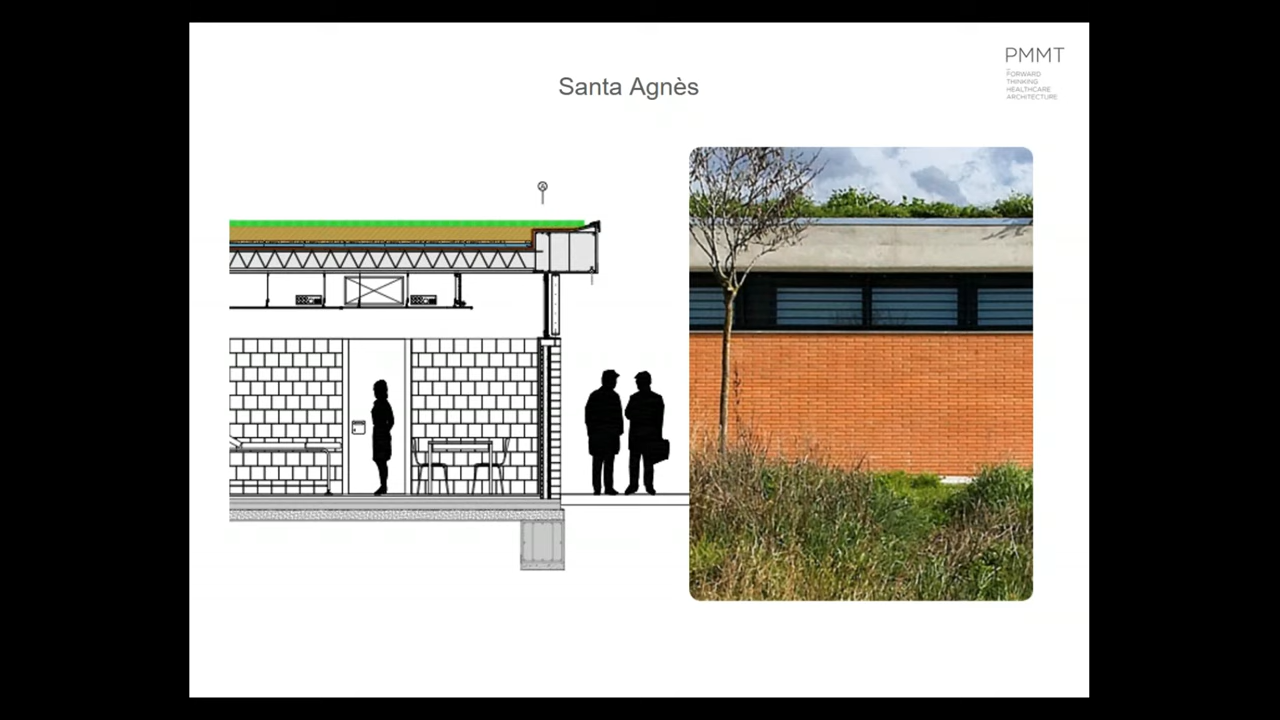 PMMT
FORWARD
THINKING
HEALTHCARE
ARCHITECTURE
Santa Agnès